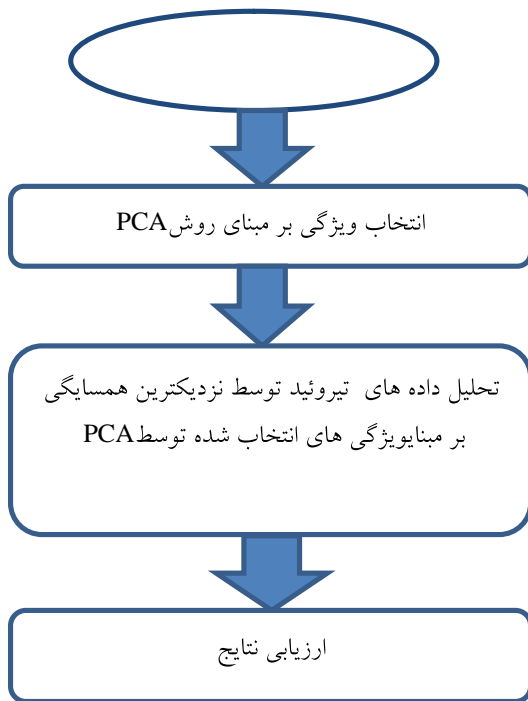 انتخاب ویژگی بر مبنای روشPCA
تحلیل داده های تیروئید توسط نزدیکترین همسایگی
بر مبنایویژگی های انتخاب شده توسطPCA
ارزیابی نتایج